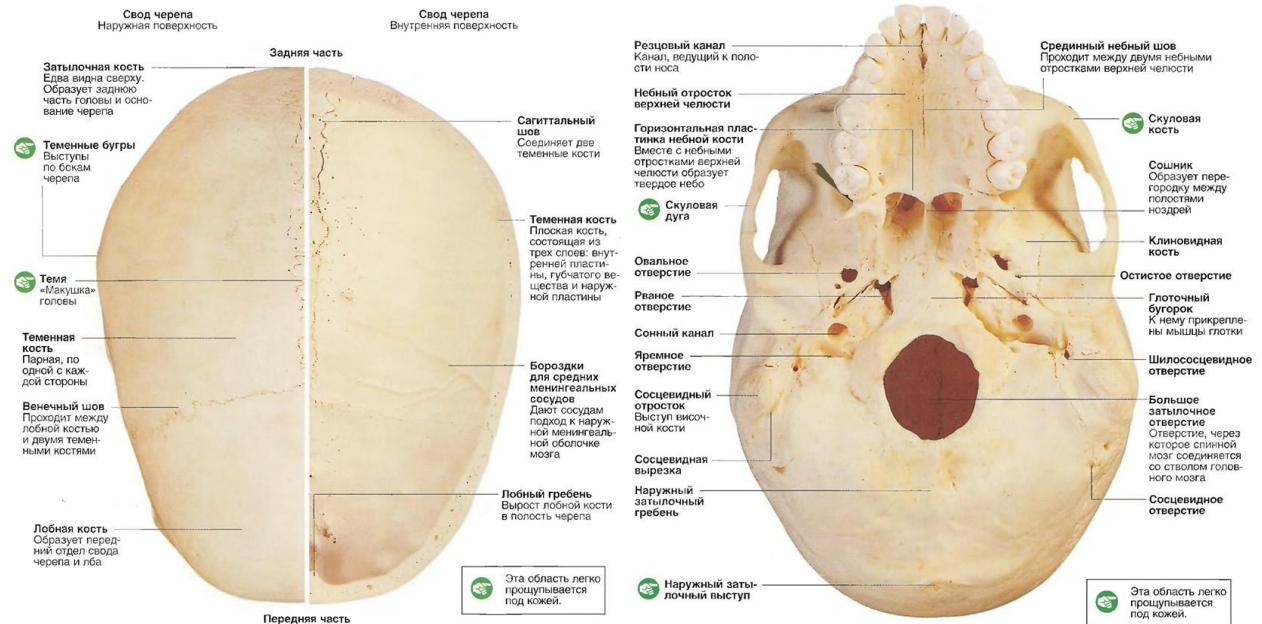 Свод черепа
Наружная поверхность
Свод черепа
Внутренняя поверхность
Задняя часть
Затылочная кость
Едва видна сверху.
Образует заднюю
часть головы и осно-
вание черепа
Теменные бугры
Выступы
по бокам
черепа
Темя
«Макушка»
головы
Теменная
кость
Парная, по
одной с каж-
дой стороны
Венечный шов
Проходит между
лобной костью
и двумя темен-
ными костями
Лобная кость
Образует перед-
ний отдел свода
черепа и лба
Сагиттальный
шов
Соединяет две
теменные кости
Теменная кость
Плоская кость,
состоящая из
трех слоев: внут-
ренней пласти-
ны, губчатого ве-
щества и наруж-
ной пластины
Бороздки
для средних
менингеальных
сосудов
Дают сосудам
подход к наруж-
ной менингеаль-
ной оболочке
мозга
Лобный гребень
Вырост лобной кости
в полость черепа
Эта область легко
прощупывается
под кожей.
Передняя часть
Резцовый канал
Канал, ведущий к поло-
сти носа
Небный отросток
верхней челюсти
Горизонтальная плас-
тинка небной кости
Вместе с небными
отростками верхней
челюсти образует
твердое небо
Скуловая
дуга
Овальное
отверстие
Рваное
отверстие
Сонный канал
Яремное
отверстие
Сосцевидный
отросток
Выступ височ-
ной кости
Сосцевидная
вырезка
Наружный
затылочный
гребень
Наружный заты-
лочный выступ
Срединный небный шов
Проходит между двумя небными
отростками верхней челюсти
Скуловая
кость
Сошник
Образует пере-
городку между
полостями
ноздрей
Клиновидная
кость
Остистое отверстие
Глоточный
бугорок
К нему прикрепле-
ны мышцы глотки
Шилососцевидное
отверстие
Большое
затылочное
отверстие
Отверстие, через
которое спинной
мозг соединяется
со стволом голов-
ного мозга
Сосцевидное
отверстие
Эта область легко
прощупывается
под кожей.